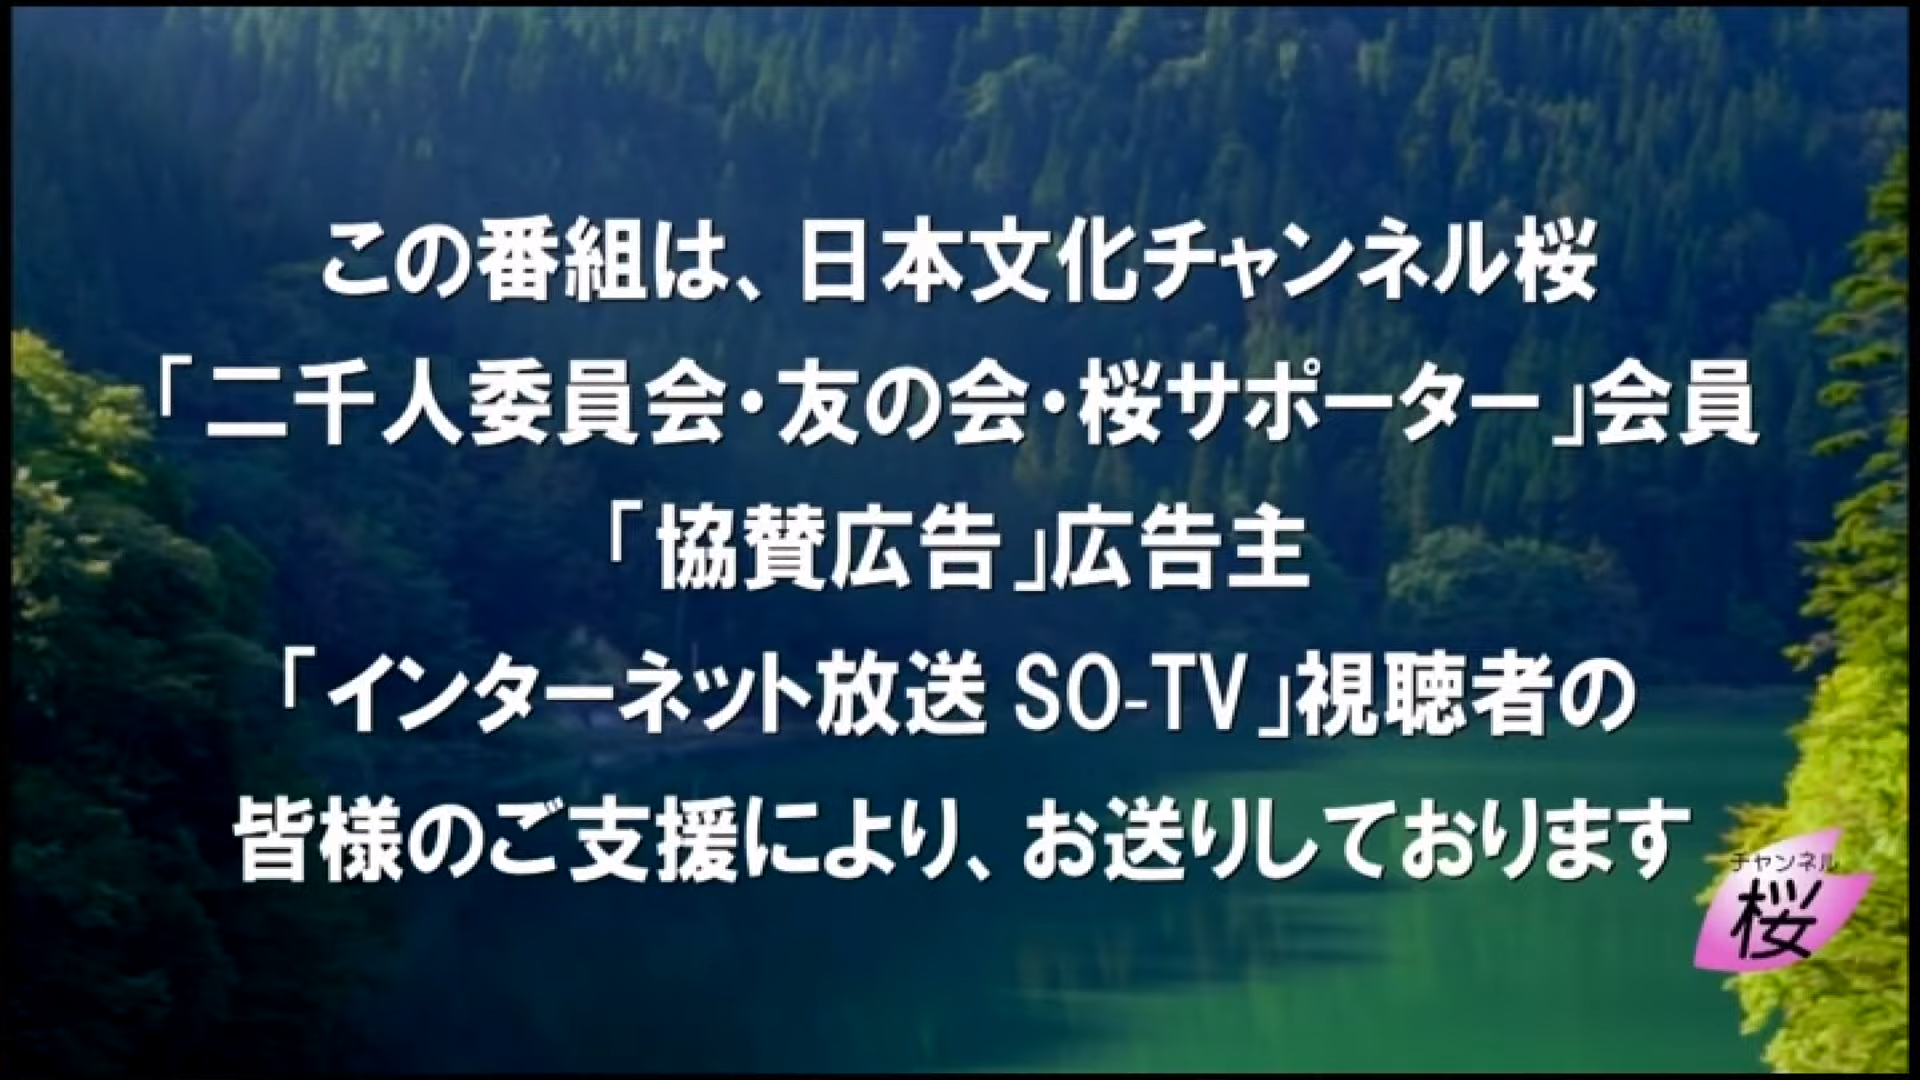 この番組は、日本文化チャンネル桜
「二千人委員会・友の会・桜サポーター」会員
「協賛広告」広告主
「インターネット放送 SO-TV」視聴者の
皆様のご支援により、お送りしております
チャンネル
桜